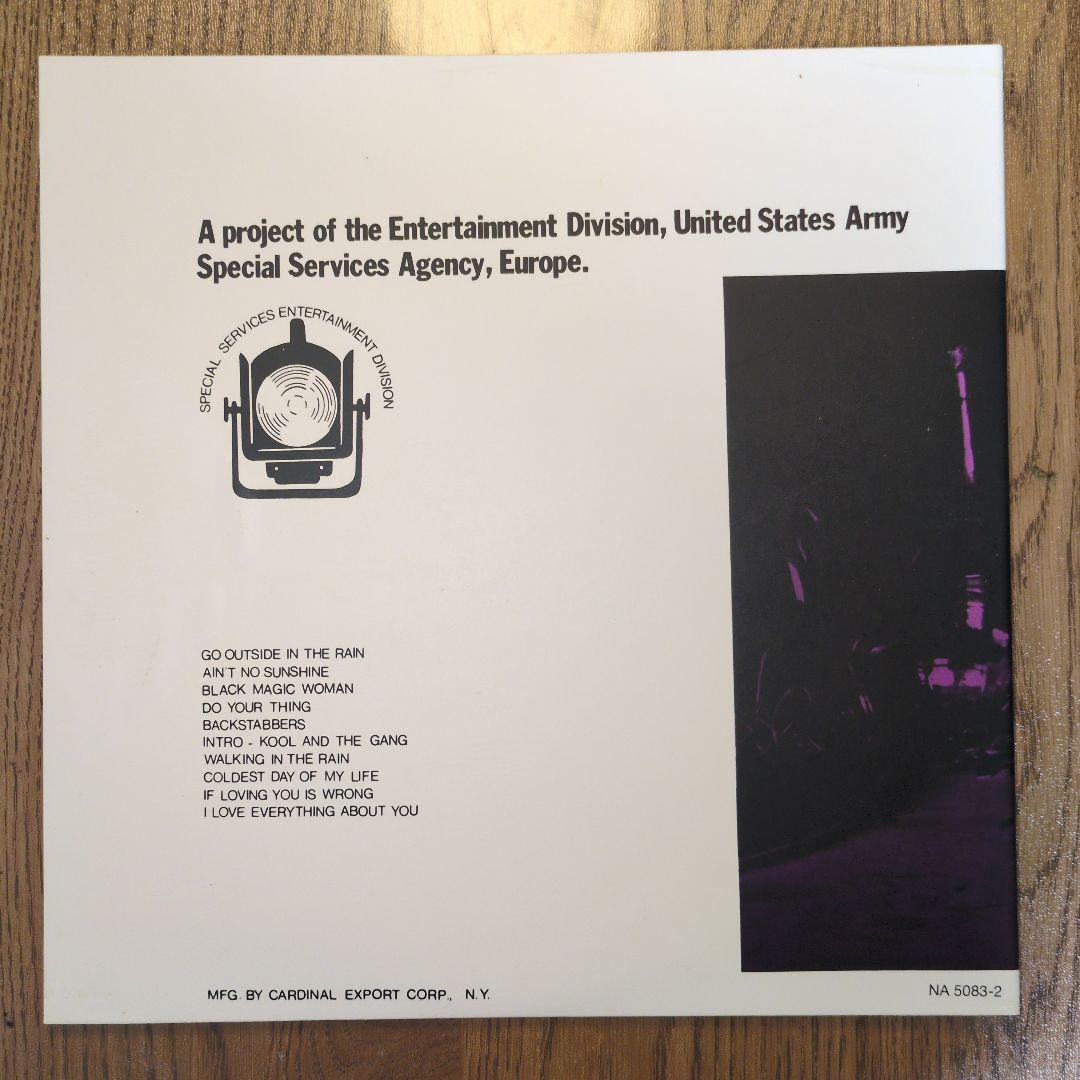 A project of the Entertainment Division, United States Army
Special Services Agency, Europe.
SPECIAL SERVICES ENTERTAINMENT DIVISION
GO OUTSIDE IN THE RAIN
AIN'T NO SUNSHINE
BLACK MAGIC WOMAN
DO YOUR THING
BACKSTABBERS
INTRO - KOOL AND THE GANG
WALKING IN THE RAIN
COLDEST DAY OF MY LIFE
IF LOVING YOU IS WRONG
I LOVE EVERYTHING ABOUT YOU
MFG. BY CARDINAL EXPORT CORP., N.Y.
NA 5083-2